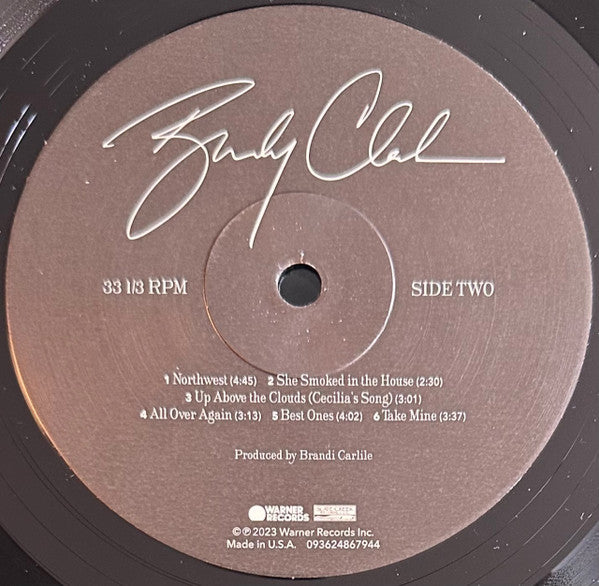 Brandy Clark
33 1/3 RPM
SIDE TWO
1 Northwest (4:45) 2 She Smoked in the House (2:30)
3 Up Above the Clouds (Cecilia's Song) (3:01)
4 All Over Again (3:13) 5 Best Ones (4:02) 6 Take Mine (3:37)
Produced by Brandi Carlile
WARNER
RECORDS
©℗2023 Warner Records Inc.
Made in U.S.A. 093624867944